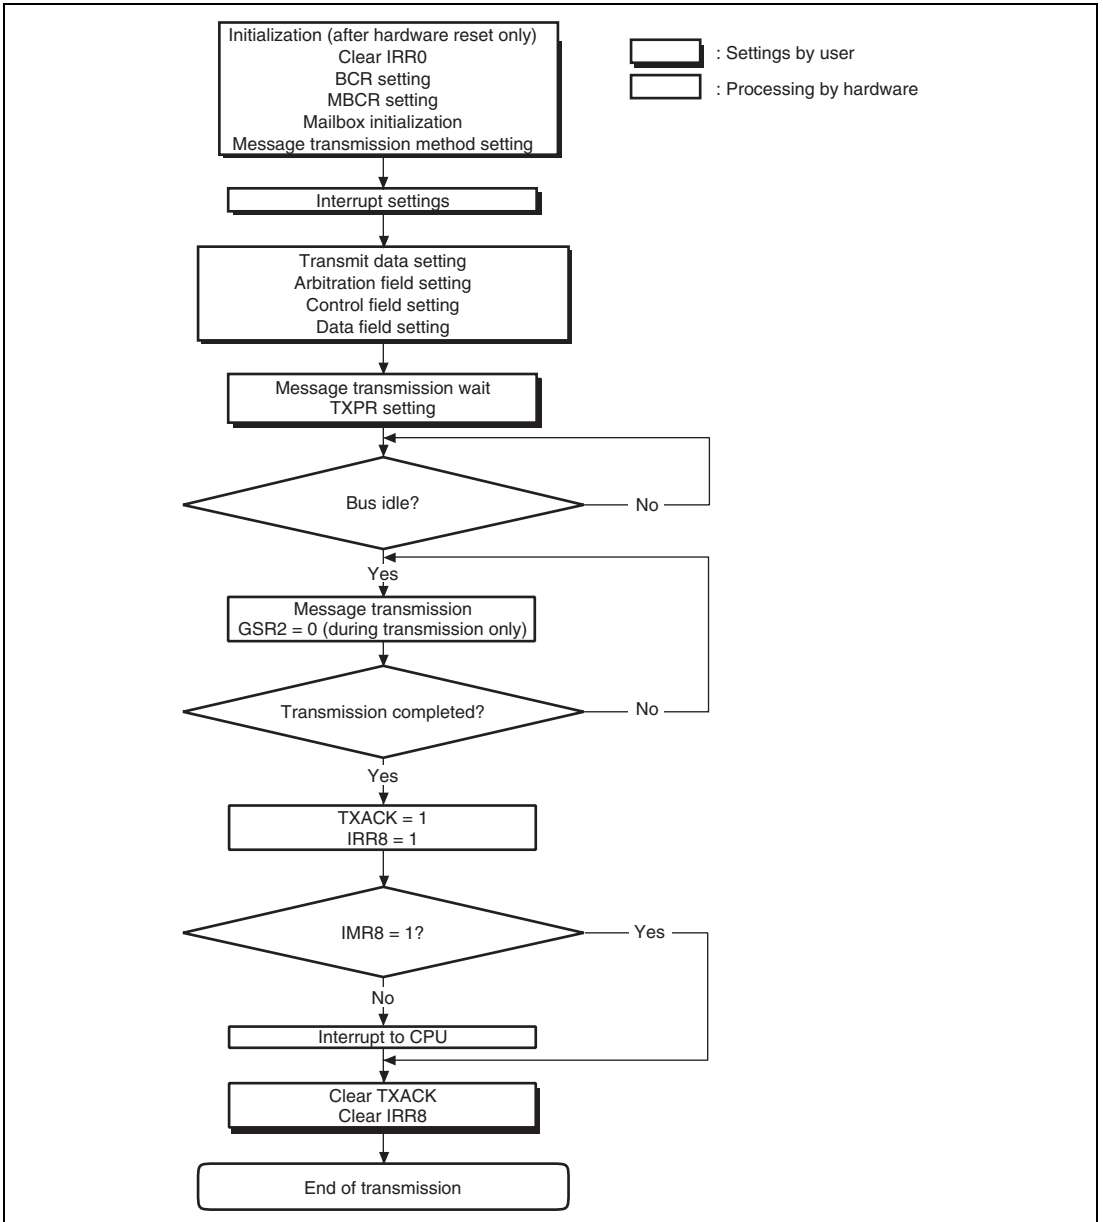 Initialization (after hardware reset only)
Clear IRR0
BCR setting
MBCR setting
Mailbox initialization
Message transmission method setting
: Settings by user
: Processing by hardware
Interrupt settings
Transmit data setting
Arbitration field setting
Control field setting
Data field setting
Message transmission wait
TXPR setting
Bus idle?
No
Yes
Message transmission
GSR2 = 0 (during transmission only)
Transmission completed?
No
Yes
TXACK = 1
IRR8 = 1
IMR8 = 1?
Yes
No
Interrupt to CPU
Clear TXACK
Clear IRR8
End of transmission